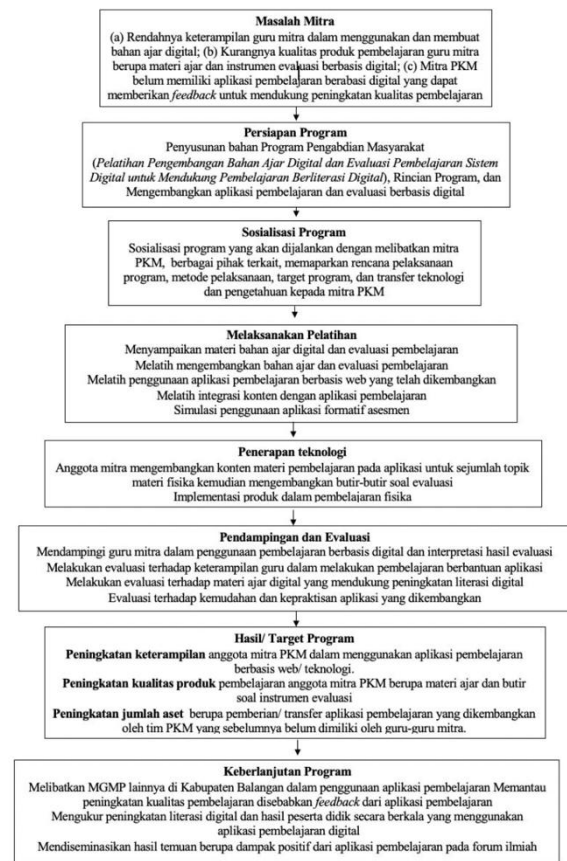 Masalah Mitra
(a) Rendahnya keterampilan guru mitra dalam menggunakan dan membuat
bahan ajar digital; (b) Kurangnya kualitas produk pembelajaran guru mitra
berupa materi ajar dan instrumen evaluasi berbasis digital; (c) Mitra PKM
belum memiliki aplikasi pembelajaran berabasi digital yang dapat
memberikan feedback untuk mendukung peningkatan kualitas pembelajaran
Persiapan Program
Penyusunan bahan Program Pengabdian Masyarakat
(Pelatihan Pengembangan Bahan Ajar Digital dan Evaluasi Pembelajaran Sistem
Digital untuk Mendukung Pembelajaran Berliterasi Digital), Rincian Program, dan
Mengembangkan aplikasi pembelajaran dan evaluasi berbasis digital
Sosialisasi Program
Sosialisasi program yang akan dijalankan dengan melibatkan mitra
PKM, berbagai pihak terkait, memaparkan rencana pelaksanaan
program, metode pelaksanaan, target program, dan transfer teknologi
dan pengetahuan kepada mitra PKM
Melaksanakan Pelatihan
Menyampaikan materi bahan ajar digital dan evaluasi pembelajaran
Melatih mengembangkan bahan ajar dan evaluasi pembelajaran
Melatih penggunaan aplikasi pembelajaran berbasis web yang telah dikembangkan
Melatih integrasi konten dengan aplikasi pembelajaran
Simulasi penggunaan aplikasi formatif asesmen
Penerapan teknologi
Anggota mitra mengembangkan konten materi pembelajaran pada aplikasi untuk sejumlah topik
materi fisika kemudian mengembangkan butir-butir soal evaluasi
Implementasi produk dalam pembelajaran fisika
Pendampingan dan Evaluasi
Mendampingi guru mitra dalam penggunaan pembelajaran berbasis digital dan interpretasi hasil evaluasi
Melakukan evaluasi terhadap keterampilan guru dalam melakukan pembelajaran berbantuan aplikasi
Melakukan evaluasi terhadap materi ajar digital yang mendukung peningkatan literasi digital
Evaluasi terhadap kemudahan dan kepraktisan aplikasi yang dikembangkan
Hasil/ Target Program
Peningkatan keterampilan anggota mitra PKM dalam menggunakan aplikasi pembelajaran
berbasis web/ teknologi.
Peningkatan kualitas produk pembelajaran anggota mitra PKM berupa materi ajar dan butir
soal instrumen evaluasi
Peningkatan jumlah aset berupa pemberian/ transfer aplikasi pembelajaran yang dikembangkan
oleh tim PKM yang sebelumnya belum dimiliki oleh guru-guru mitra.
Keberlanjutan Program
Melibatkan MGMP lainnya di Kabupaten Balangan dalam penggunaan aplikasi pembelajaran Memantau
peningkatan kualitas pembelajaran disebabkan feedback dari aplikasi pembelajaran
Mengukur peningkatan literasi digital dan hasil peserta didik secara berkala yang menggunakan
aplikasi pembelajaran digital
Mendiseminasikan hasil temuan berupa dampak positif dari aplikasi pembelajaran pada forum ilmiah